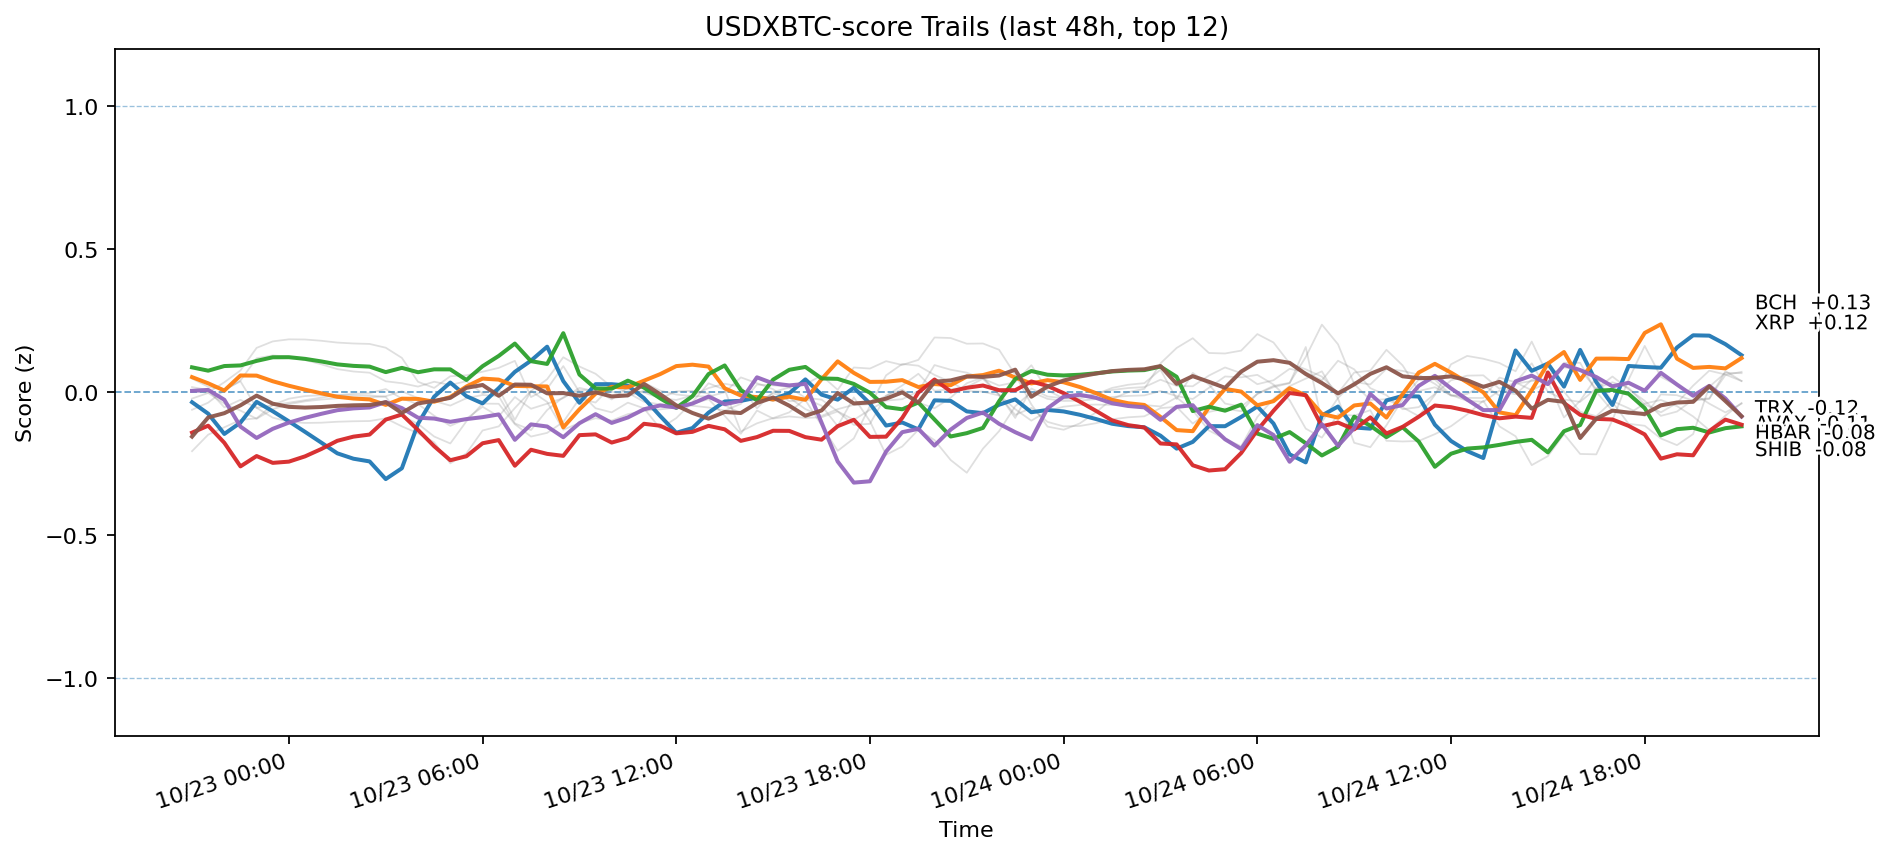 USDXBTC-score Trails (last 48h, top 12)
Score (z)
1.0
0.5
0.0
−0.5
−1.0
BCH +0.13
XRP +0.12
TRX -0.12
HBAR -0.08
SHIB -0.08
10/23 00:00
10/23 06:00
10/23 12:00
10/23 18:00
10/24 00:00
10/24 06:00
10/24 12:00
10/24 18:00
Time